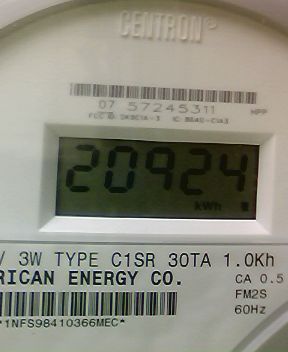 CENTRON®
07 57245311
MPP
20924
kWh
/ 3W TYPE C1SR 30TA 1.0Kh
RICAN ENERGY CO.
CA 0.5
FM2S
60Hz
*1NFS98410366MEC*